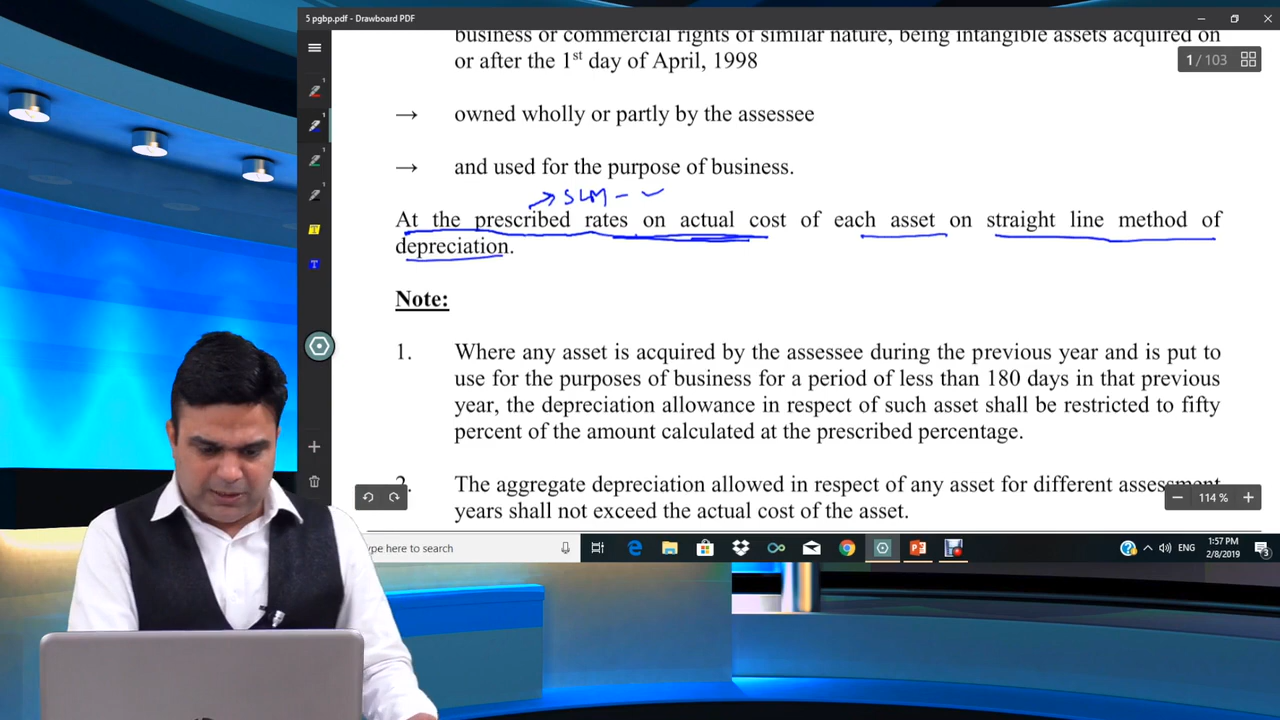 5 pgbp.pdf - Drawboard PDF
business or commercial rights of similar nature, being intangible assets acquired on
or after the 1st day of April, 1998
1 / 103
→ owned wholly or partly by the assessee
→ and used for the purpose of business.
→ SLM -
At the prescribed rates on actual cost of each asset on straight line method of
depreciation.
Note:
1. Where any asset is acquired by the assessee during the previous year and is put to
use for the purposes of business for a period of less than 180 days in that previous
year, the depreciation allowance in respect of such asset shall be restricted to fifty
percent of the amount calculated at the prescribed percentage.
2. The aggregate depreciation allowed in respect of any asset for different assessment
years shall not exceed the actual cost of the asset.
114 %
ype here to search
ENG
1:57 PM
2/8/2019
3